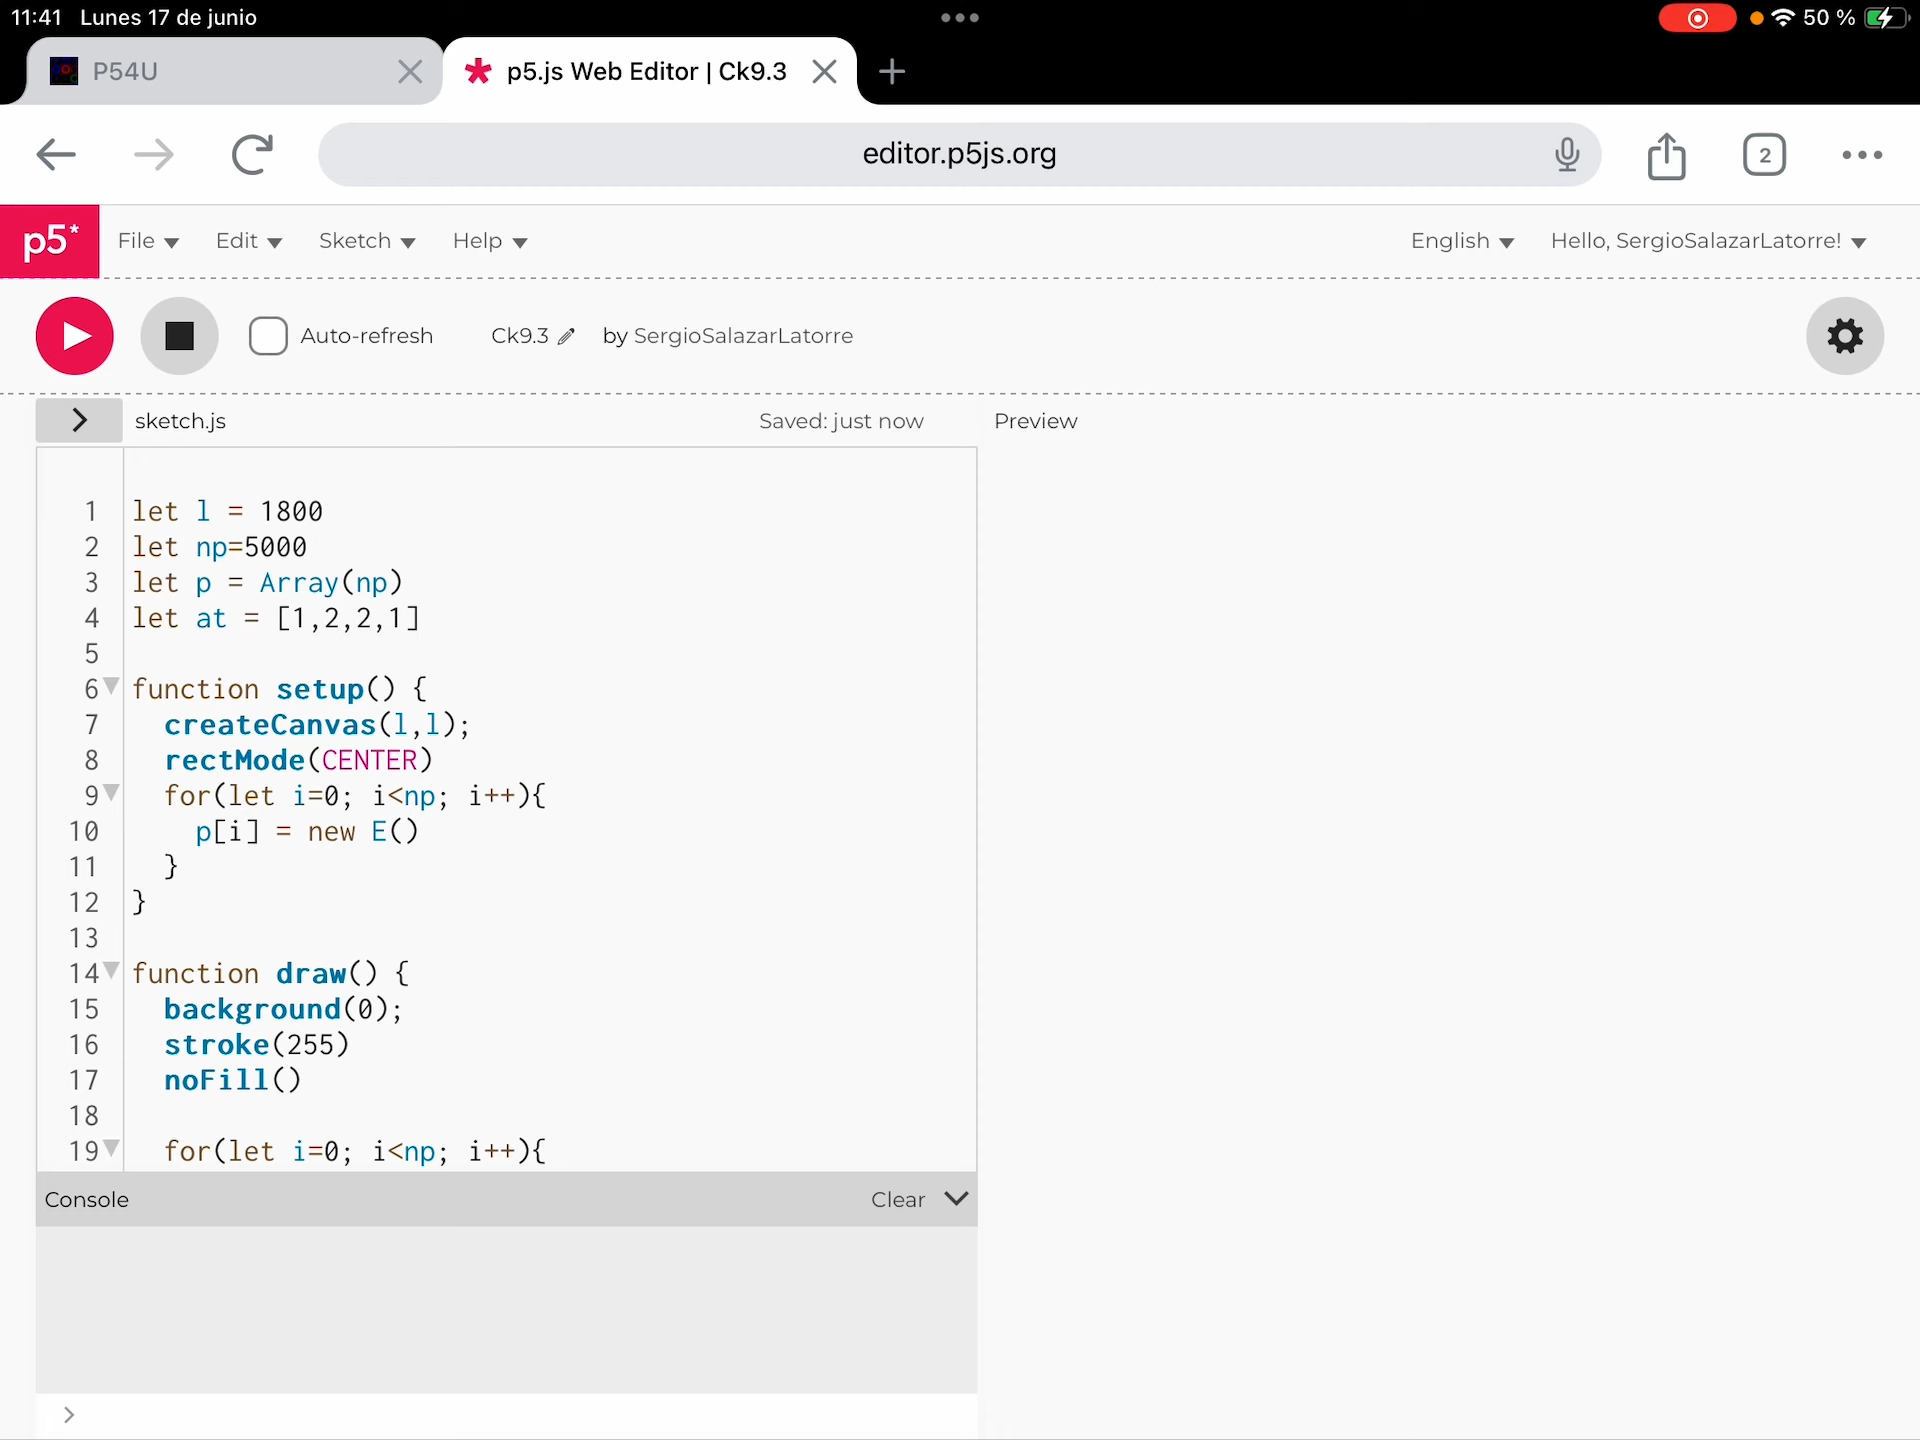 11:41 Lunes 17 de junio
50 %
P54U
p5.js Web Editor | Ck9.3
editor.p5js.org
2
p5* File Edit Sketch Help English Hello, SergioSalazarLatorre!
Auto-refresh Ck9.3 by SergioSalazarLatorre
> sketch.js Saved: just now Preview
1 let l = 1800
2 let np=5000
3 let p = Array(np)
4 let at = [1,2,2,1]
5
6 function setup() {
7   createCanvas(l,l);
8   rectMode(CENTER)
9   for(let i=0; i<np; i++){
10     p[i] = new E()
11   }
12 }
13
14 function draw() {
15   background(0);
16   stroke(255)
17   noFill()
18
19   for(let i=0; i<np; i++){
Console Clear
>